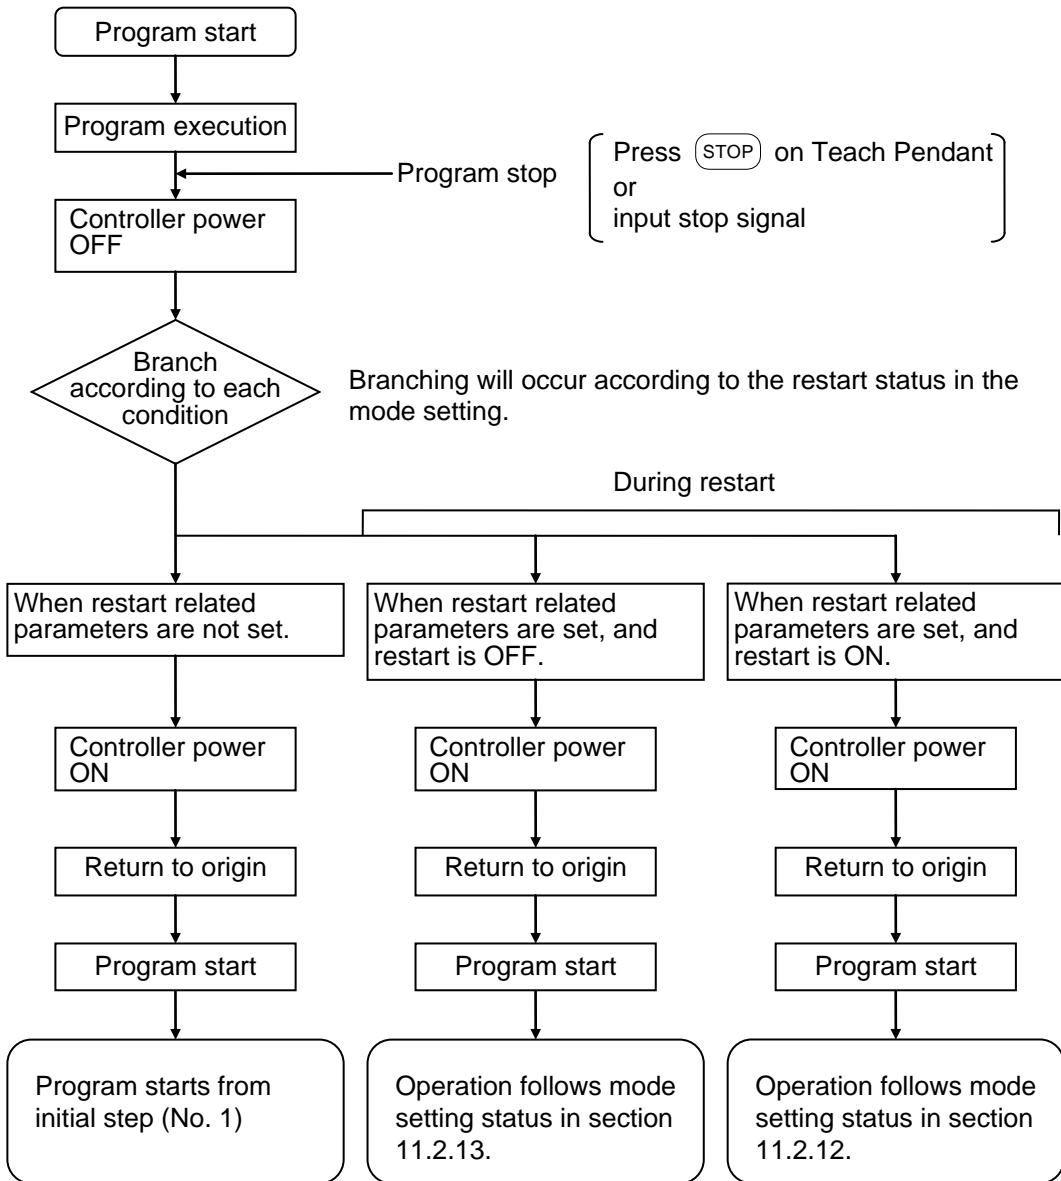 Program start
Program execution
Program stop
Press STOP on Teach Pendant
or
input stop signal
Controller power
OFF
Branch
according to each
condition
Branching will occur according to the restart status in the
mode setting.
During restart
When restart related
parameters are not set.
When restart related
parameters are set, and
restart is OFF.
When restart related
parameters are set, and
restart is ON.
Controller power
ON
Controller power
ON
Controller power
ON
Return to origin
Return to origin
Return to origin
Program start
Program start
Program start
Program starts from
initial step (No. 1)
Operation follows mode
setting status in section
11.2.13.
Operation follows mode
setting status in section
11.2.12.